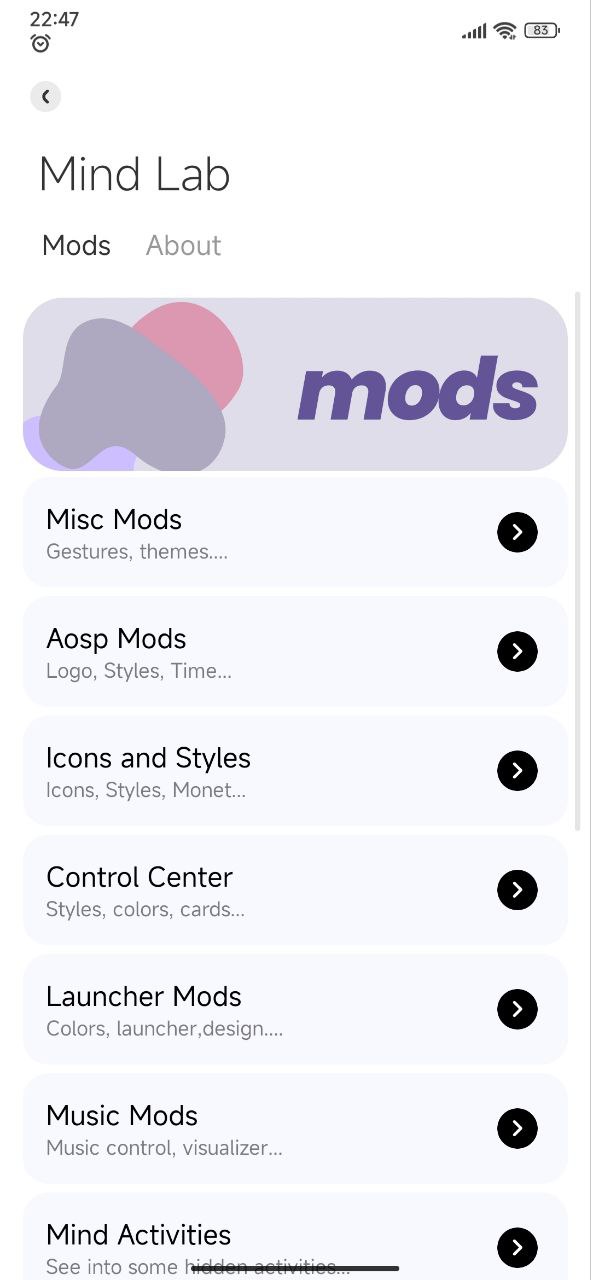 22:47
83
Mind Lab
Mods About
mods
Misc Mods
Gestures, themes....
Aosp Mods
Logo, Styles, Time...
Icons and Styles
Icons, Styles, Monet...
Control Center
Styles, colors, cards...
Launcher Mods
Colors, launcher,design....
Music Mods
Music control, visualizer...
Mind Activities
See into some hidden activities...